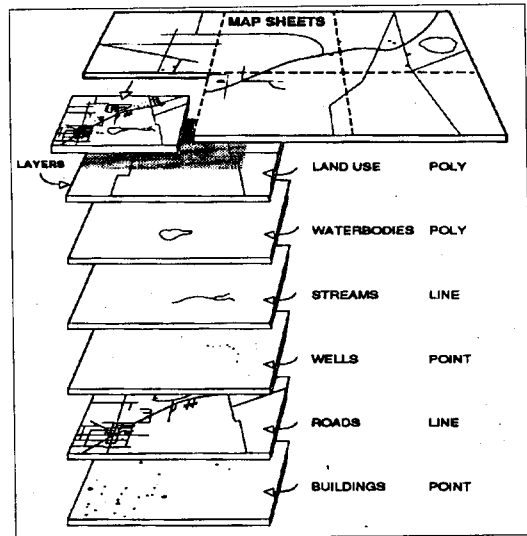 MAP SHEETS
LAYERS
LAND USE POLY
WATERBODIES POLY
STREAMS LINE
WELLS POINT
ROADS LINE
BUILDINGS POINT